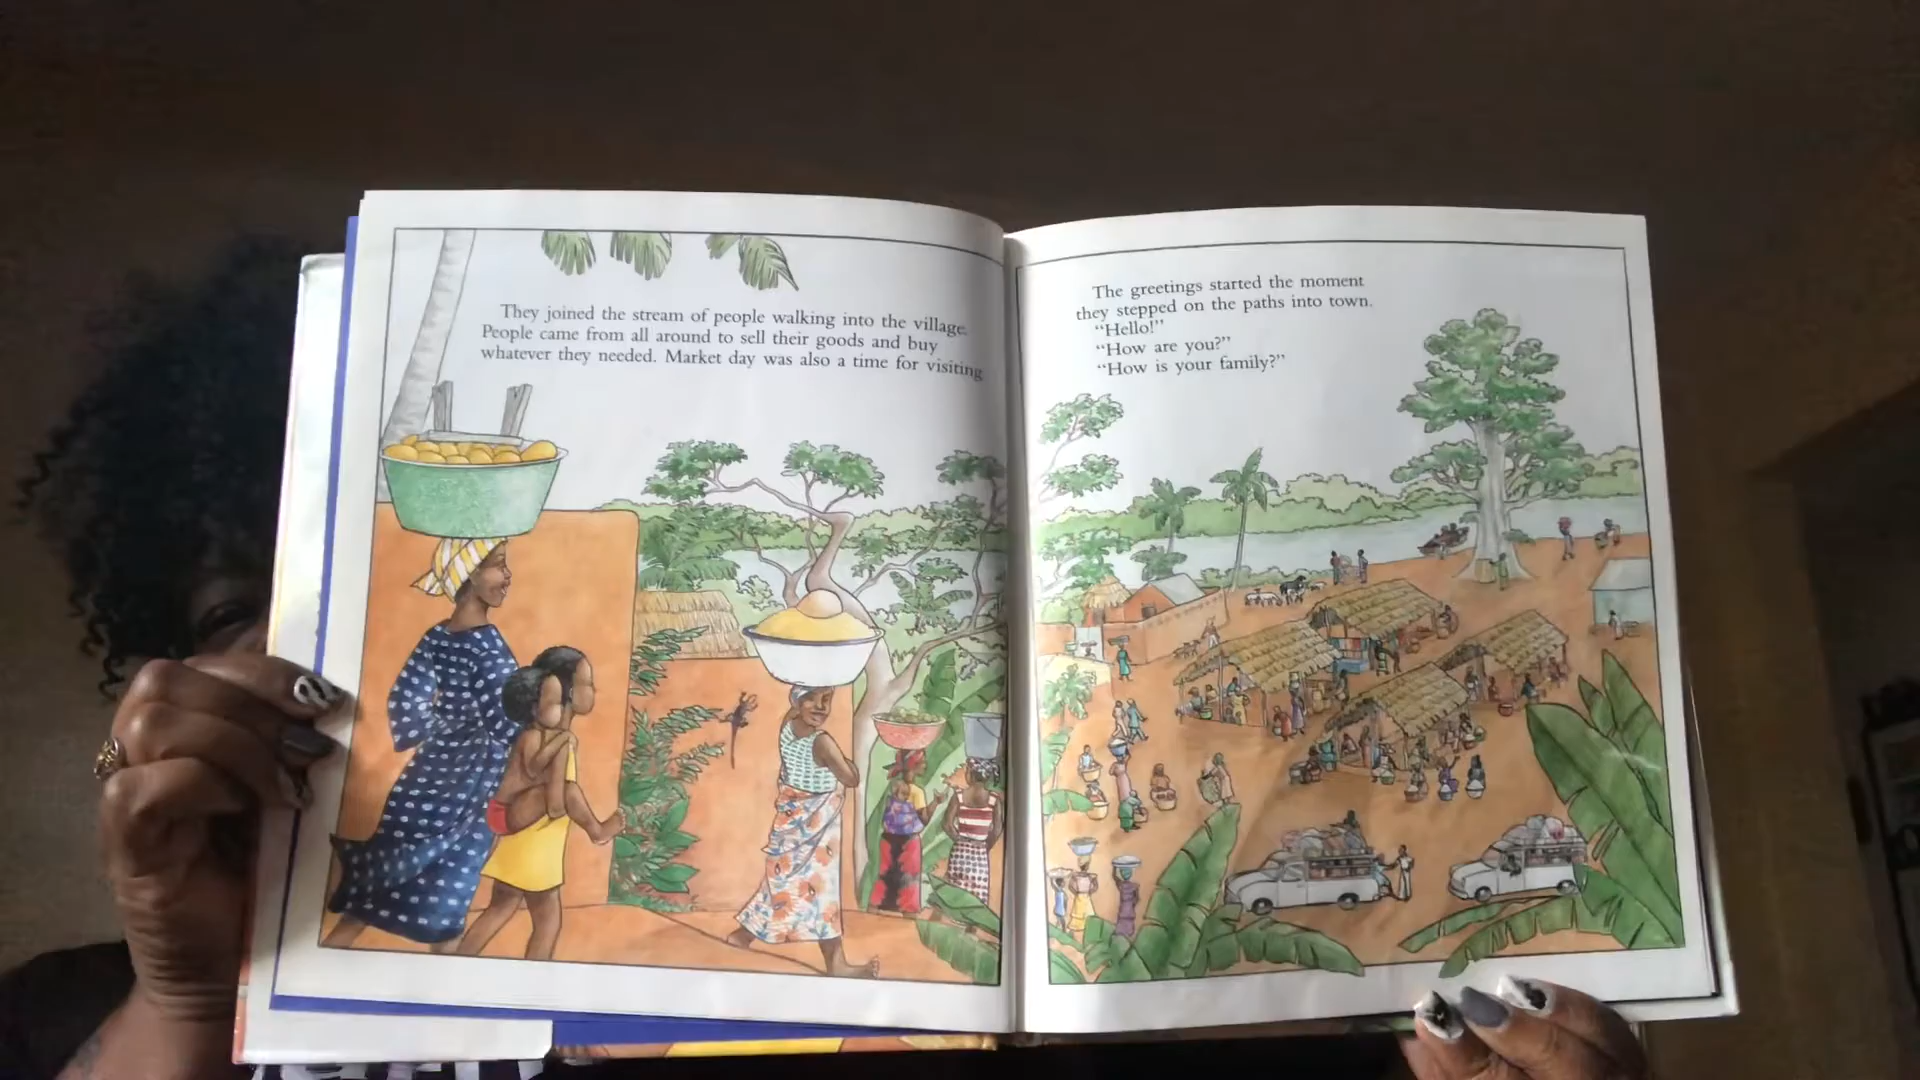 They joined the stream of people walking into the village.
People came from all around to sell their goods and buy
whatever they needed. Market day was also a time for visiting.
The greetings started the moment
they stepped on the paths into town.
“Hello!”
“How are you?”
“How is your family?”